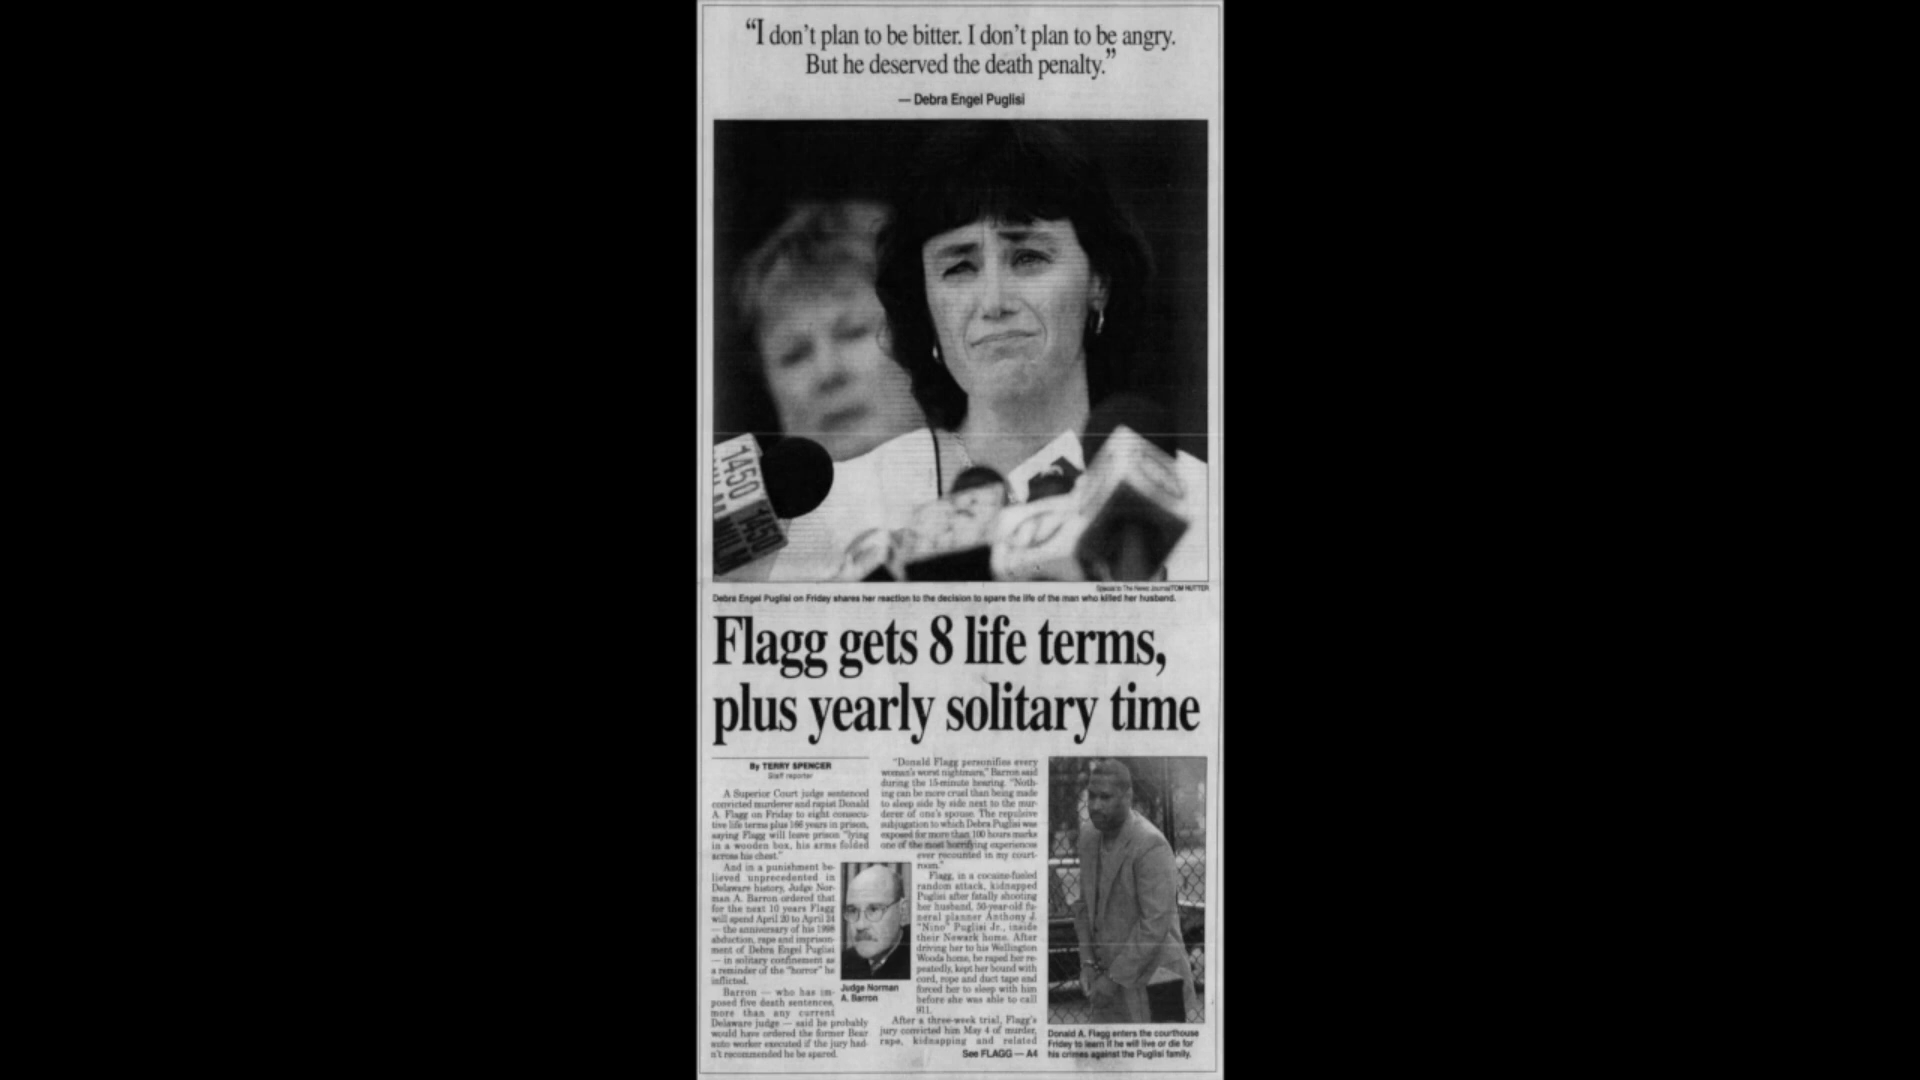 “I don’t plan to be bitter. I don’t plan to be angry.
But he deserved the death penalty.”
— Debra Engel Puglisi
1450
1450
Special to The News Journal/TOM NUTTER
Debra Engel Puglisi on Friday shares her reaction to the decision to spare the life of the man who killed her husband.
Flagg gets 8 life terms,
plus yearly solitary time
By TERRY SPENCER
Staff reporter
A Superior Court judge sentenced
convicted murderer and rapist Donald
A. Flagg on Friday to eight consecu-
tive life terms plus 166 years in prison,
saying Flagg will leave prison “lying
in a wooden box, his arms folded
across his chest.”
And in a punishment be-
lieved unprecedented in
Delaware history, Judge Nor-
man A. Barron ordered that
for the next 10 years Flagg
will spend April 20 to April 24
— the anniversary of his 1998
abduction, rape and imprison-
ment of Debra Engel Puglisi
— in solitary confinement as
a reminder of the “horror” he
inflicted.
Barron — who has im-
posed five death sentences,
more than any current
Delaware judge — said he probably
would have ordered the former Bear
auto worker executed if the jury had-
n’t recommended he be spared.
Judge Norman
A. Barron
“Donald Flagg personifies every
woman’s worst nightmare,” Barron said
during the 15-minute hearing. “Noth-
ing can be more cruel than being made
to sleep side by side next to the mur-
derer of one’s spouse. The repulsive
subjugation to which Debra Puglisi was
exposed for more than 100 hours marks
one of the most horrifying experiences
ever recounted in my court-
room.”
Flagg, in a cocaine-fueled
random attack, kidnapped
Puglisi after fatally shooting
her husband, 50-year-old fu-
neral planner Anthony J.
“Nino” Puglisi Jr., inside
their Newark home. After
driving her to his Wellington
Woods home, he raped her re-
peatedly, kept her bound with
cord, rope and duct tape and
forced her to sleep with him
before she was able to call
911.
After a three-week trial, Flagg’s
jury convicted him May 4 of murder,
rape, kidnapping and related
See FLAGG — A4
Donald A. Flagg enters the courthouse
Friday to learn if he will live or die for
his crimes against the Puglisi family.